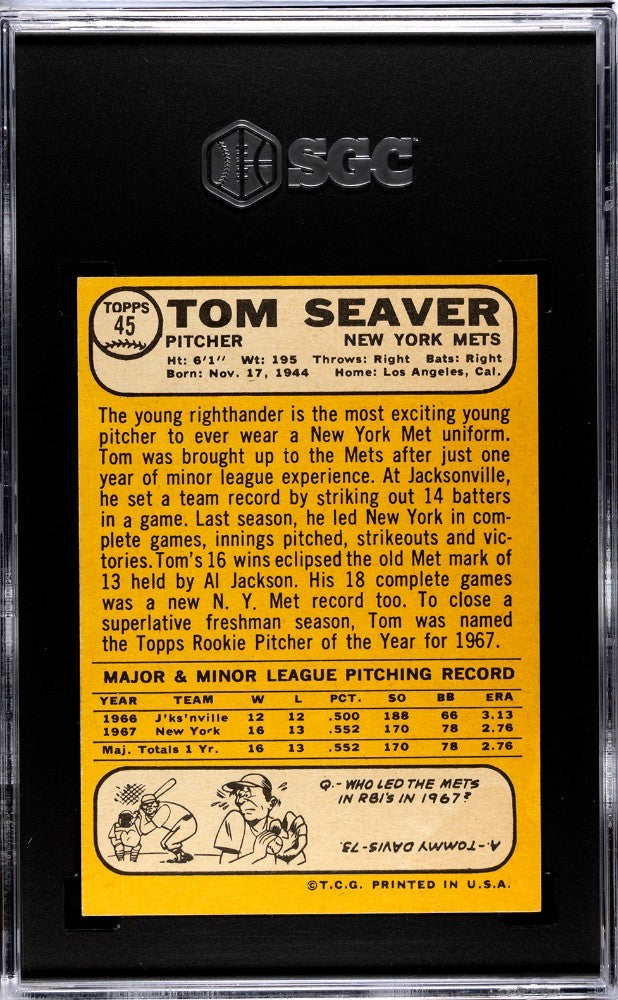 SGC
TOPPS
45
TOM SEAVER
PITCHER NEW YORK METS
Ht: 6'1" Wt: 195 Throws: Right Bats: Right
Born: Nov. 17, 1944 Home: Los Angeles, Cal.
The young righthander is the most exciting young
pitcher to ever wear a New York Met uniform.
Tom was brought up to the Mets after just one
year of minor league experience. At Jacksonville,
he set a team record by striking out 14 batters
in a game. Last season, he led New York in com-
plete games, innings pitched, strikeouts and vic-
tories. Tom's 16 wins eclipsed the old Met mark of
13 held by Al Jackson. His 18 complete games
was a new N. Y. Met record too. To close a
superlative freshman season, Tom was named
the Topps Rookie Pitcher of the Year for 1967.
MAJOR & MINOR LEAGUE PITCHING RECORD
YEAR TEAM W L PCT. SO BB ERA
1966 J'ks'nville 12 12 .500 188 66 3.13
1967 New York 16 13 .552 170 78 2.76
Maj. Totals 1 Yr. 16 13 .552 170 78 2.76
Q.- WHO LED THE METS
IN RBI'S IN 1967?
A.- TOMMY DAVIS-73.
©T.C.G. PRINTED IN U.S.A.